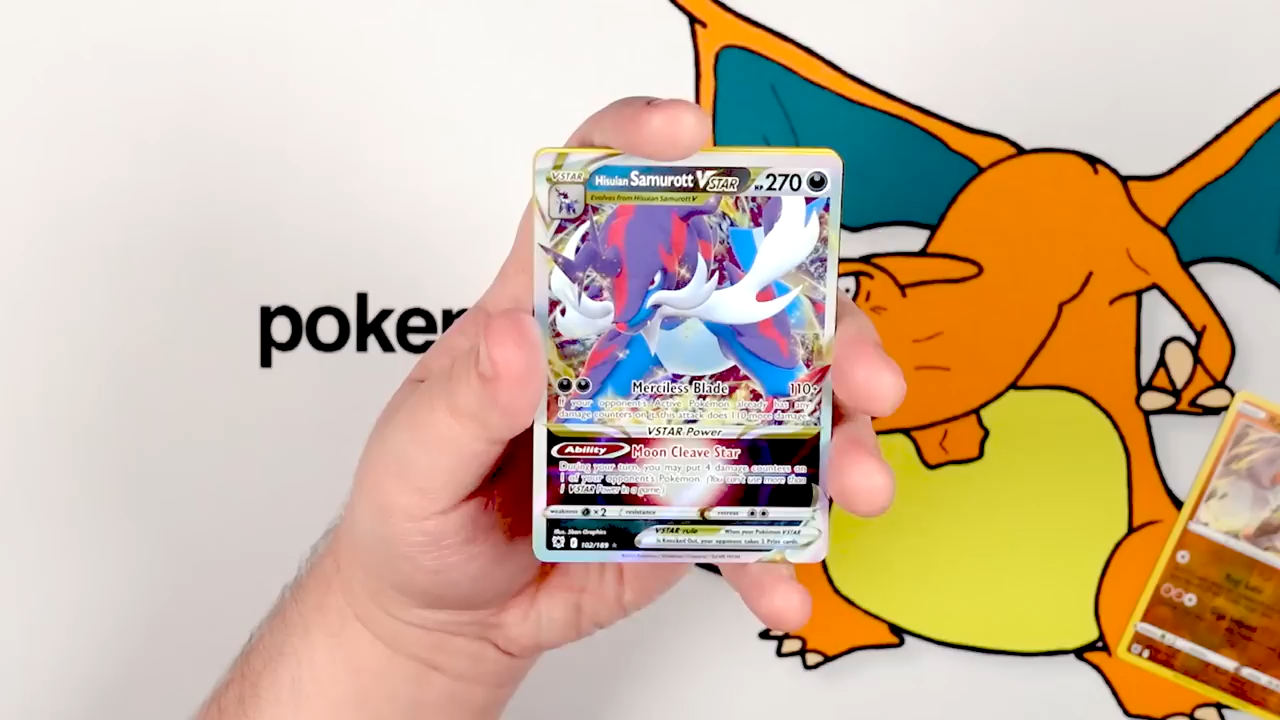 poke
VSTAR
Hisuian Samurott VSTAR
HP 270
Evolves from Hisuian Samurott V
Merciless Blade 110+
If your opponent's Active Pokémon already has any
damage counters on it, this attack does 110 more damage.
VSTAR Power
Ability Moon Cleave Star
During your turn, you may put 4 damage counters on
1 of your opponent's Pokémon. (You can't use more than
1 VSTAR Power in a game.)
weakness ×2 resistance retreat
Illus. 5ban Graphics
102/189
VSTAR rule When your Pokémon VSTAR
is Knocked Out, your opponent takes 2 Prize cards.